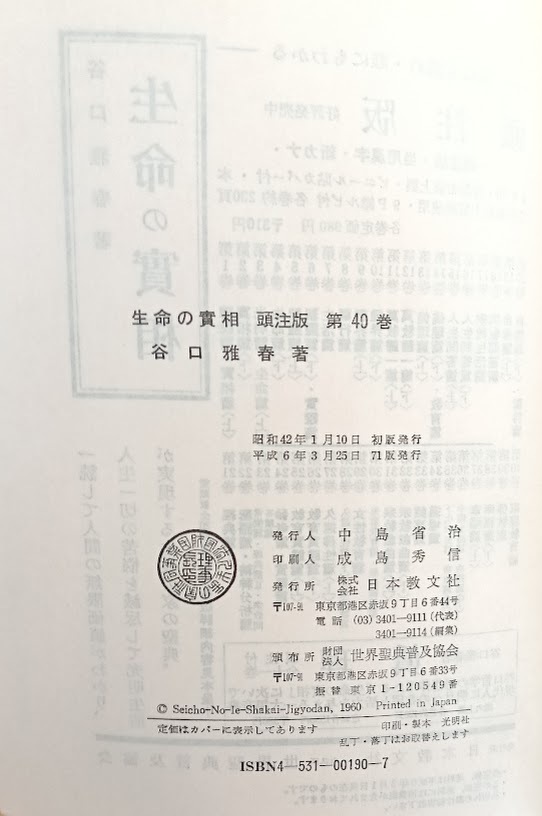 生命の實相 頭注版 第40巻
谷口雅春著
昭和42年1月10日 初版発行
平成6年3月25日 71版発行
発行人 中島省治
印刷人 成島秀信
発行所 株式会社 日本教文社
〒107-91 東京都港区赤坂9丁目6番44号
電話 (03)3401-9111(代表)
3401-9114(編集)
頒布所 財団法人 世界聖典普及協会
〒107-91 東京都港区赤坂9丁目6番33号
振替 東京1-120549番
© Seicho-No-Ie-Shakai-Jigyodan, 1960 Printed in Japan
定価はカバーに表示してあります
印刷・製本 光明社
乱丁・落丁はお取替えします
ISBN4-531-00190-7